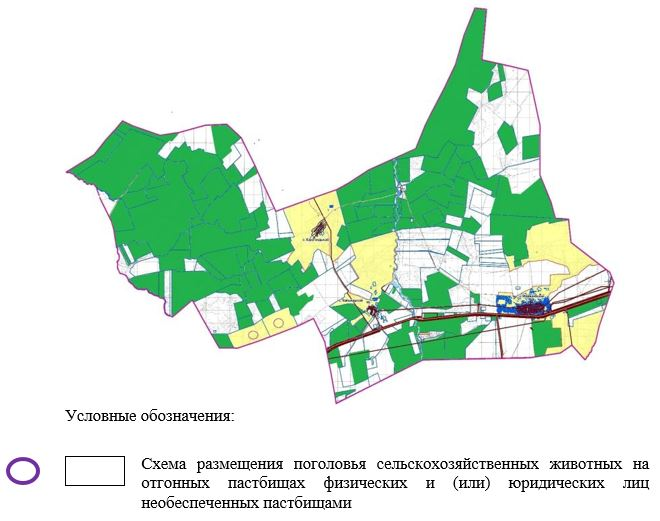 Условные обозначения:
Схема размещения поголовья сельскохозяйственных животных на
отгонных пастбищах физических и (или) юридических лиц
необеспеченных пастбищами